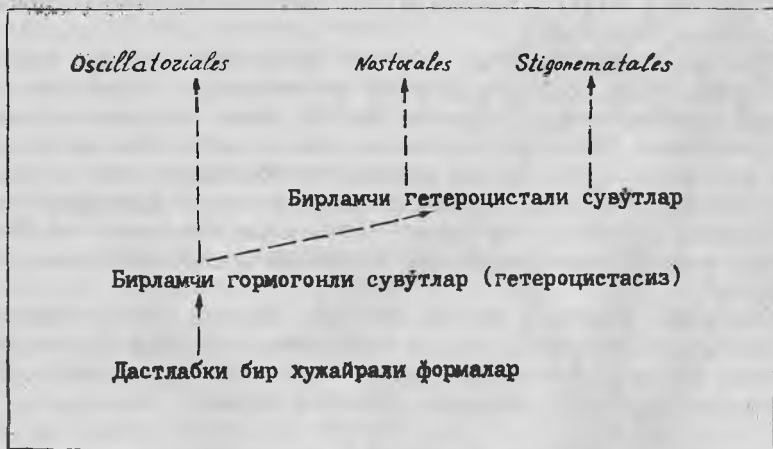 Oscillatoriales Nostocales Stigonematales
Бирламчи гетероцистали сувўтлар
Бирламчи гормогонли сувўтлар (гетероцистасиз)
Дастлабки бир хужайрали формалар